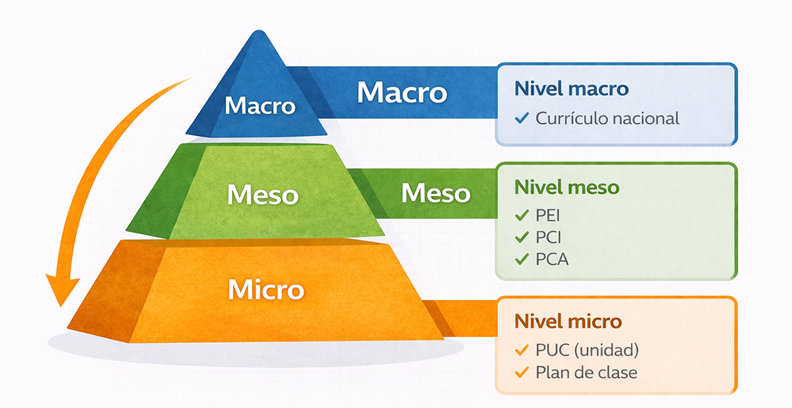 Macro
Macro
Nivel macro
✓ Currículo nacional
Meso
Meso
Nivel meso
✓ PEI
✓ PCI
✓ PCA
Micro
Nivel micro
✓ PUC (unidad)
✓ Plan de clase